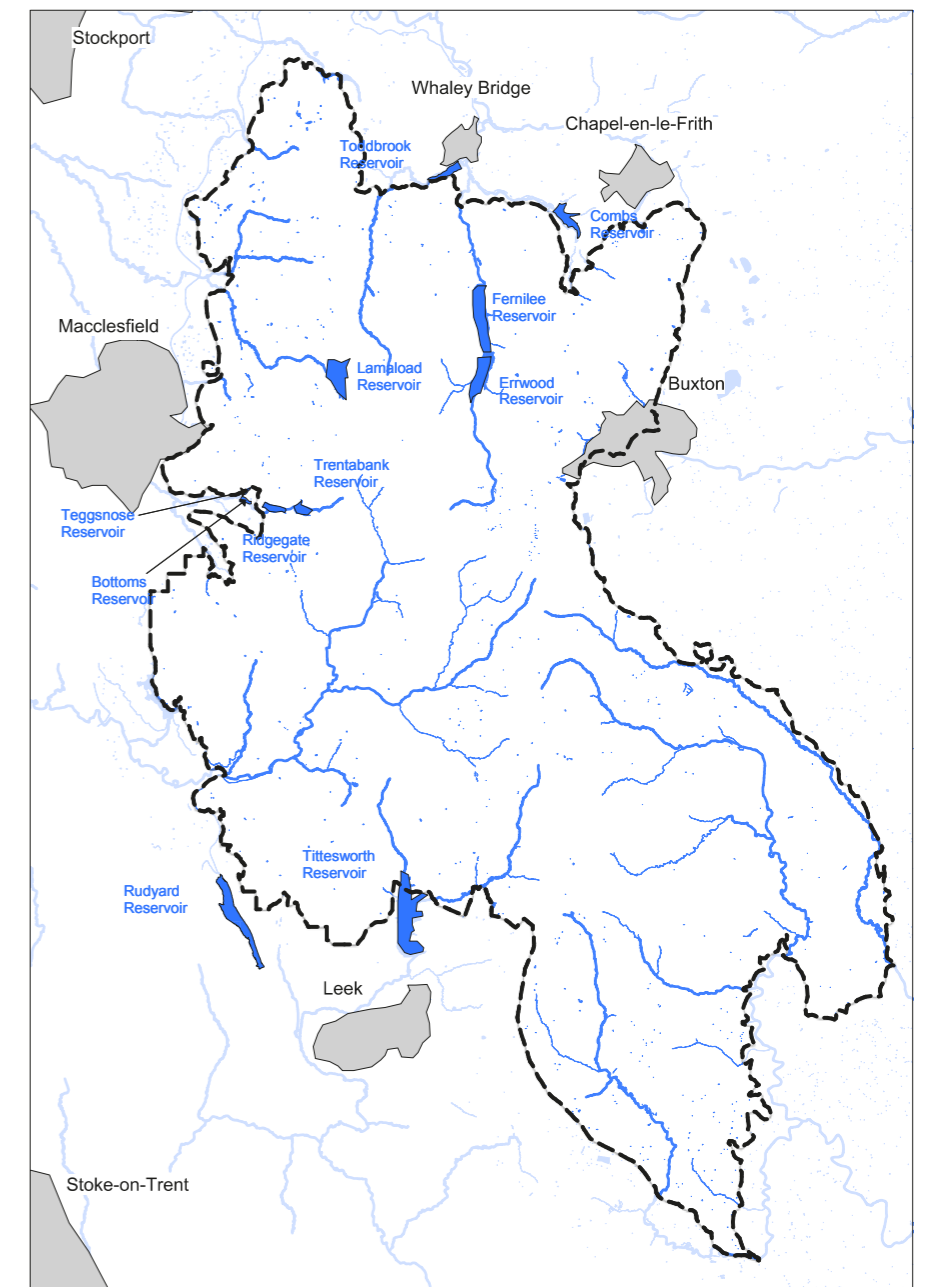 Stockport
Whaley Bridge
Chapel-en-le-Frith
Toddbrook
Reservoir
Combs
Reservoir
Fernilee
Reservoir
Macclesfield
Lamaload
Reservoir
Errwood
Reservoir
Buxton
Trentabank
Reservoir
Teggsnose
Reservoir
Ridgegate
Reservoir
Bottoms
Reservoir
Tittesworth
Reservoir
Rudyard
Reservoir
Leek
Stoke-on-Trent